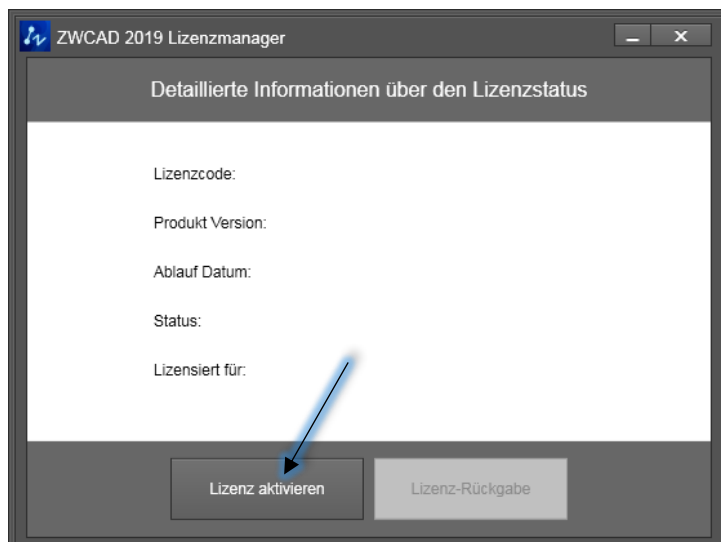 ZWCAD 2019 Lizenzmanager
Detaillierte Informationen über den Lizenzstatus
Lizenzcode:
Produkt Version:
Ablauf Datum:
Status:
Lizensiert für:
Lizenz aktivieren
Lizenz-Rückgabe